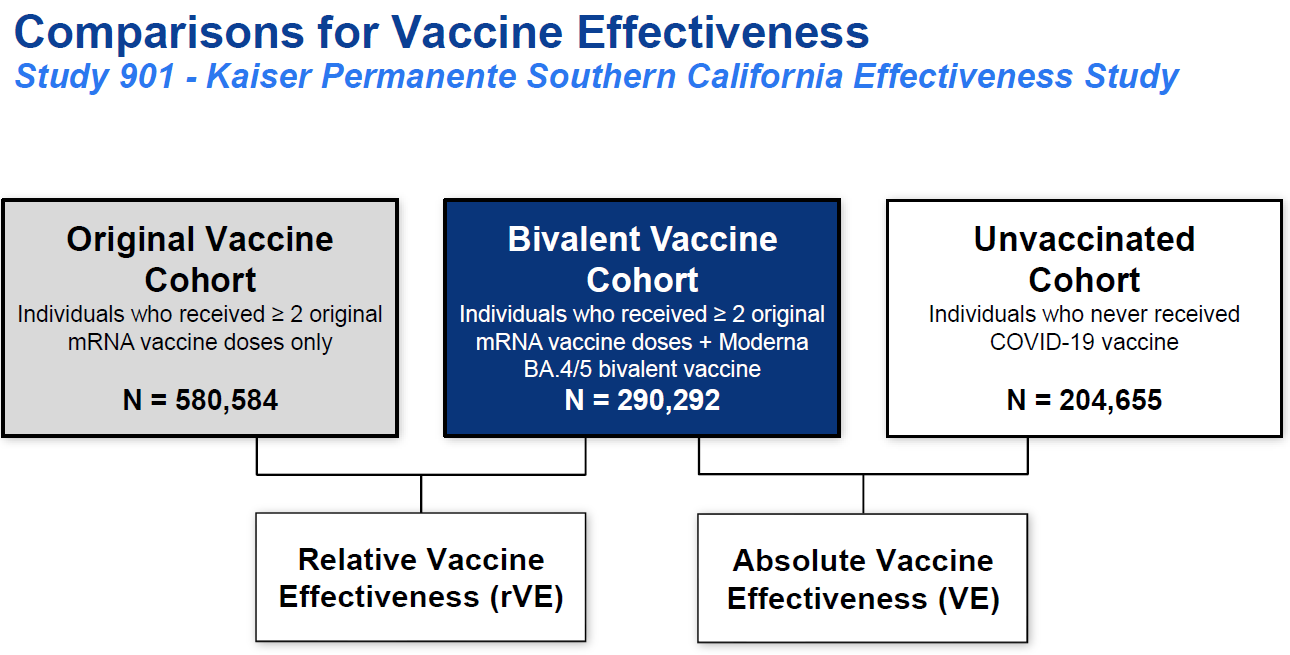 Comparisons for Vaccine Effectiveness
Study 901 - Kaiser Permanente Southern California Effectiveness Study
Original Vaccine
Cohort
Individuals who received ≥ 2 original
mRNA vaccine doses only
N = 580,584
Bivalent Vaccine
Cohort
Individuals who received ≥ 2 original
mRNA vaccine doses + Moderna
BA.4/5 bivalent vaccine
N = 290,292
Unvaccinated
Cohort
Individuals who never received
COVID-19 vaccine
N = 204,655
Relative Vaccine
Effectiveness (rVE)
Absolute Vaccine
Effectiveness (VE)